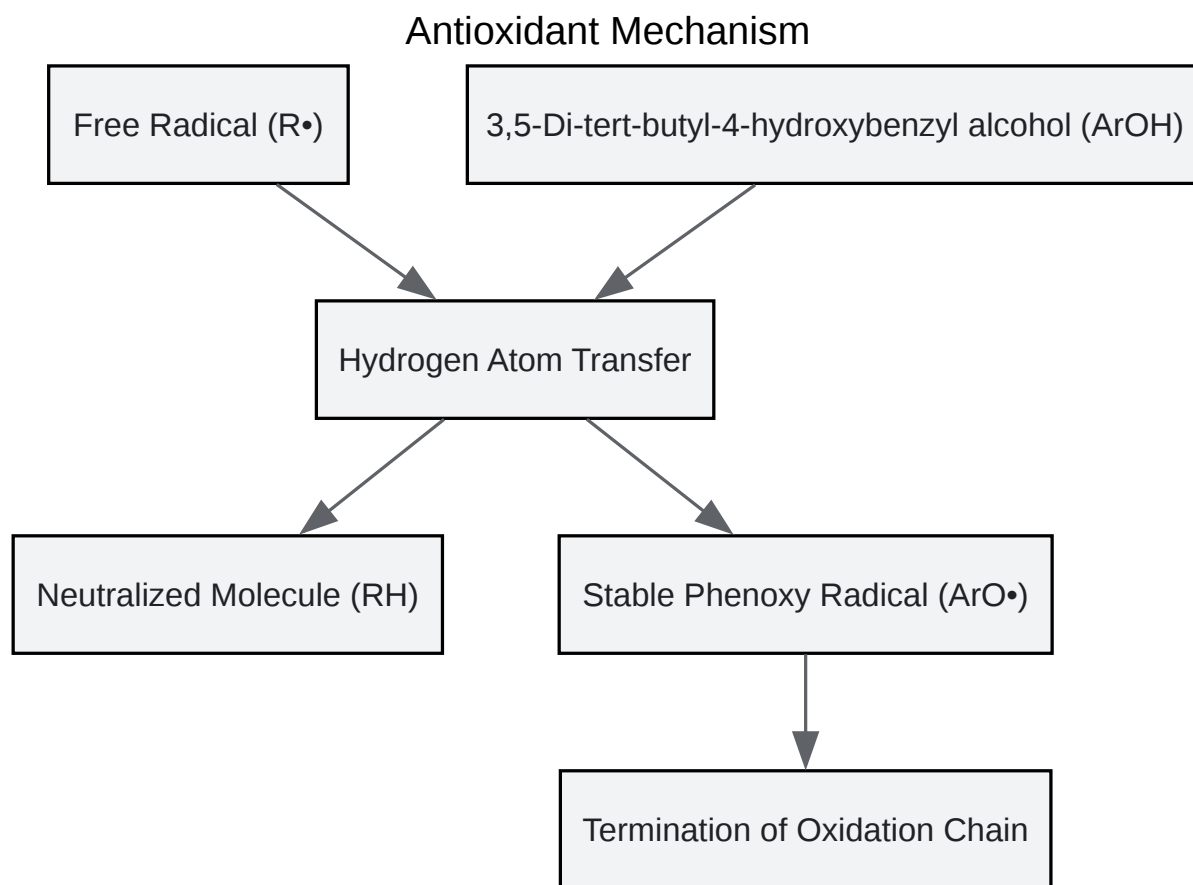 Antioxidant Mechanism
Free Radical (R•)
3,5-Di-tert-butyl-4-hydroxybenzyl alcohol (ArOH)
Hydrogen Atom Transfer
Neutralized Molecule (RH)
Stable Phenoxy Radical (ArO•)
Termination of Oxidation Chain